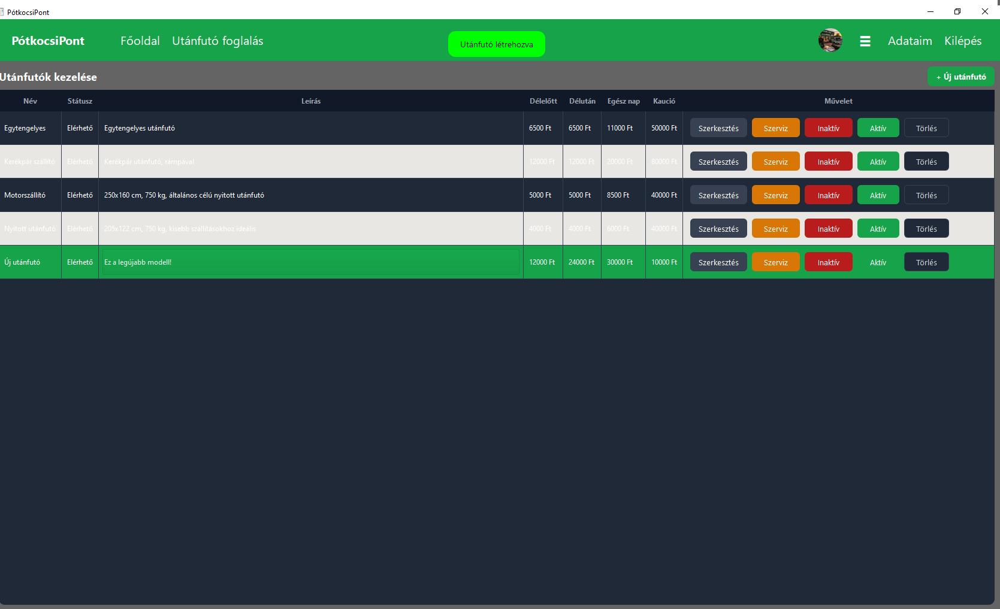 PótkocsiPont
PótkocsiPont Főoldal Utánfutó foglalás Utánfutó létrehozva Adataim Kilépés
Utánfutók kezelése + Új utánfutó
Név Státusz Leírás Délelőtt Délután Egész nap Kaució Művelet
Egytengelyes Elérhető Egytengelyes utánfutó 6500 Ft 6500 Ft 11000 Ft 50000 Ft Szerkesztés Szerviz Inaktív Aktív Törlés
Kerékpár szállító Elérhető Kerékpár utánfutó, rámpával 12000 Ft 12000 Ft 20000 Ft 80000 Ft Szerkesztés Szerviz Inaktív Aktív Törlés
Motorszállító Elérhető 250x160 cm, 750 kg, általános célú nyitott utánfutó 5000 Ft 5000 Ft 8500 Ft 40000 Ft Szerkesztés Szerviz Inaktív Aktív Törlés
Nyitott utánfutó Elérhető 205x122 cm, 750 kg, kisebb szállításokhoz ideális 4000 Ft 4000 Ft 6000 Ft 40000 Ft Szerkesztés Szerviz Inaktív Aktív Törlés
Új utánfutó Elérhető Ez a legújabb modell! 12000 Ft 24000 Ft 30000 Ft 10000 Ft Szerkesztés Szerviz Inaktív Aktív Törlés